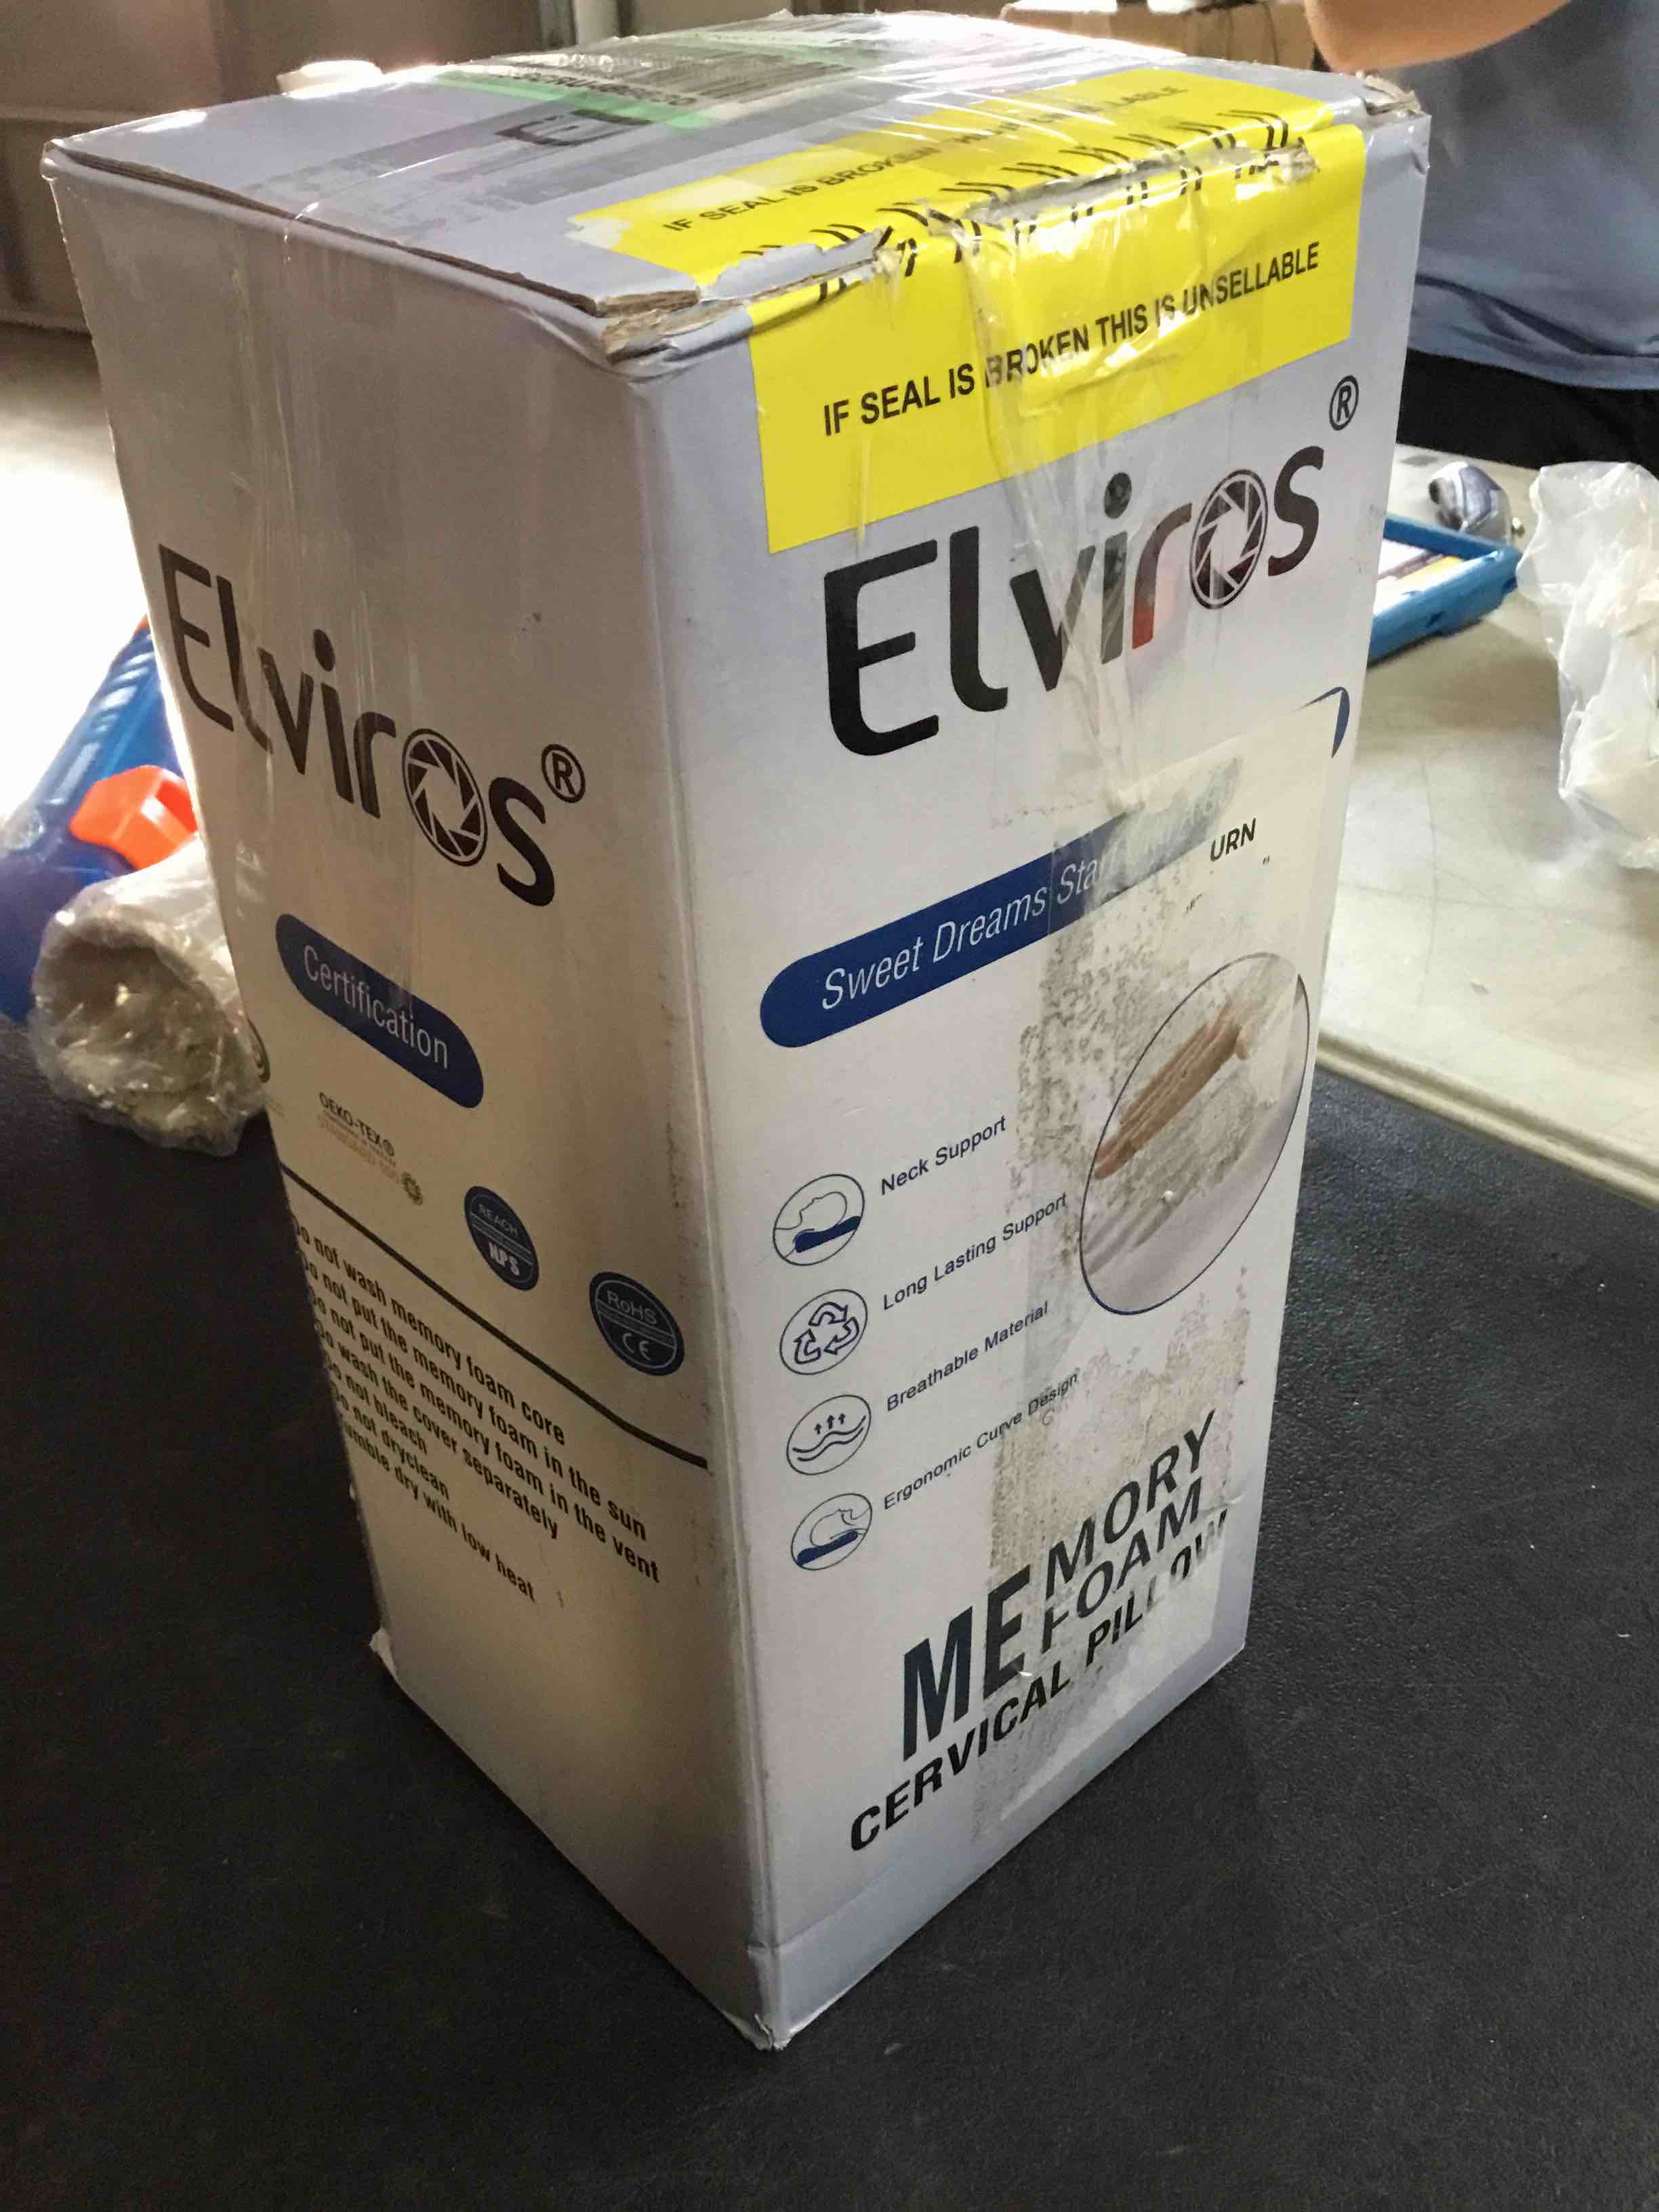 IF SEAL IS BROKEN
IF SEAL IS BROKEN THIS IS UNSELLABLE
Elviros®
Certification
OEKO-TEX®
REACH
NPS
RoHS
CE
Do not wash memory foam core
Do not put the memory foam in the sun
Do not put the memory foam in the vent
Do wash the cover separately
Do not bleach
Do not dryclean
Tumble dry with low heat
Elviros®
Sweet Dreams Star
URN
Neck Support
Long Lasting Support
Breathable Material
Ergonomic Curve Design
MEMORY
FOAM
CERVICAL PILLOW